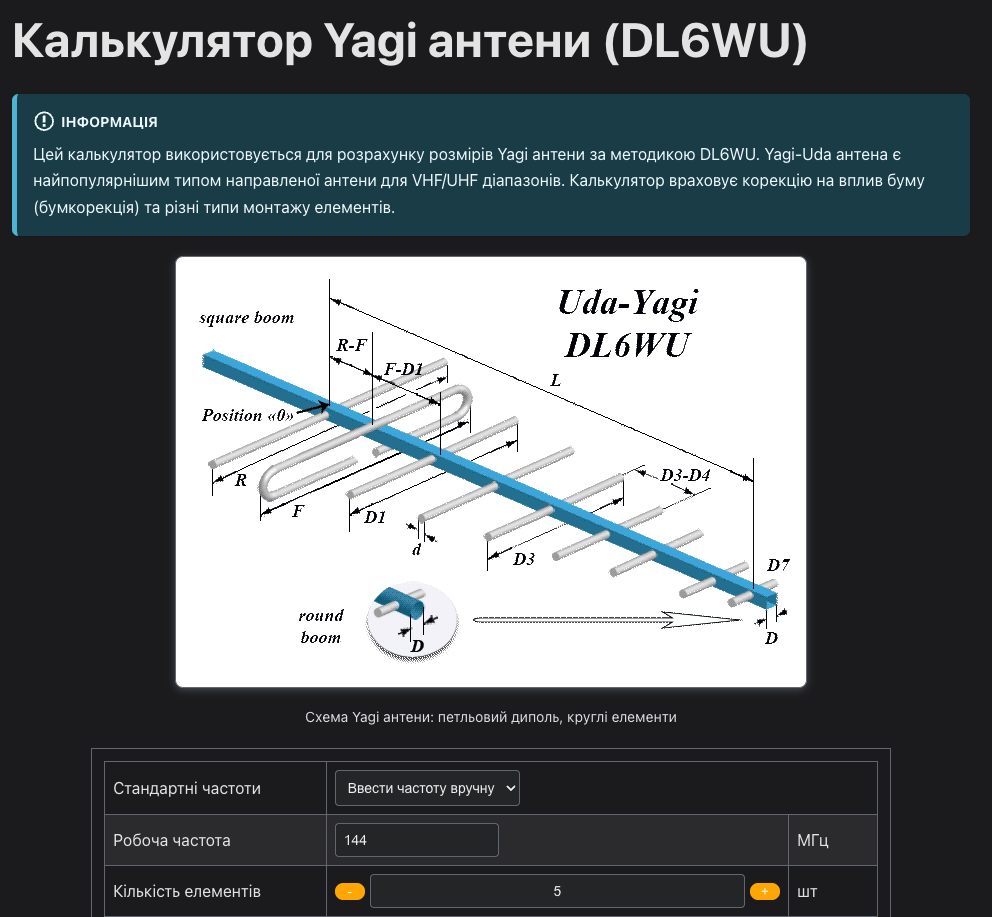 Калькулятор Yagi антени (DL6WU)
ІНФОРМАЦІЯ
Цей калькулятор використовується для розрахунку розмірів Yagi антени за методикою DL6WU. Yagi-Uda антена є
найпопулярнішим типом направленої антени для VHF/UHF діапазонів. Калькулятор враховує корекцію на вплив буму
(бумкорекція) та різні типи монтажу елементів.
Uda-Yagi
DL6WU
square boom
R-F
F-D1
L
Position «0»
R
F
D1
d
D3-D4
D3
D7
round
boom
D
D
Схема Yagi антени: петльовий диполь, круглі елементи
Стандартні частоти Ввести частоту вручну
Робоча частота 144 МГц
Кількість елементів - 5 + шт